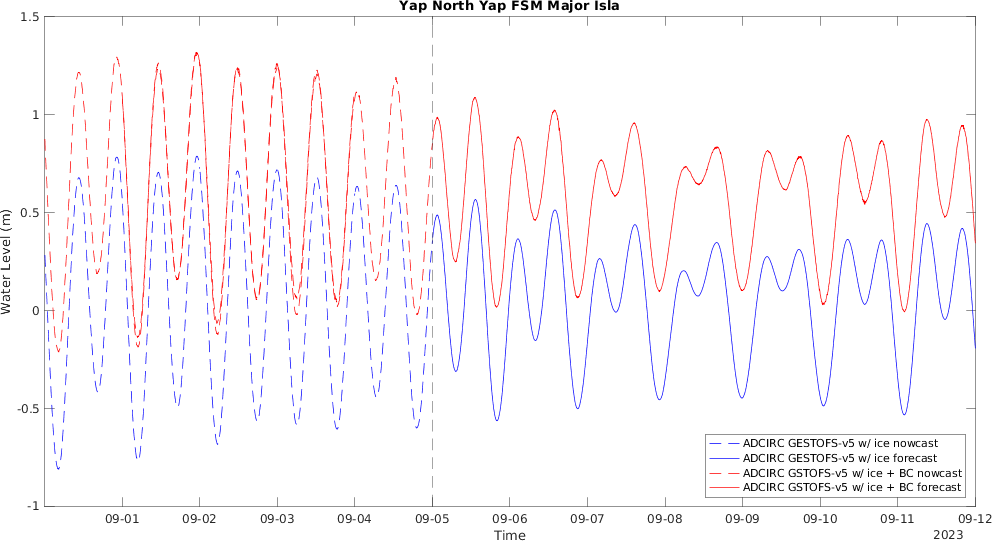 Yap North Yap FSM Major Isla
1.5
1
0.5
0
-0.5
-1
Water Level (m)
ADCIRC GESTOFS-v5 w/ ice nowcast
ADCIRC GESTOFS-v5 w/ ice forecast
ADCIRC GSTOFS-v5 w/ ice + BC nowcast
ADCIRC GSTOFS-v5 w/ ice + BC forecast
09-01 09-02 09-03 09-04 09-05 09-06 09-07 09-08 09-09 09-10 09-11 09-12
Time
2023